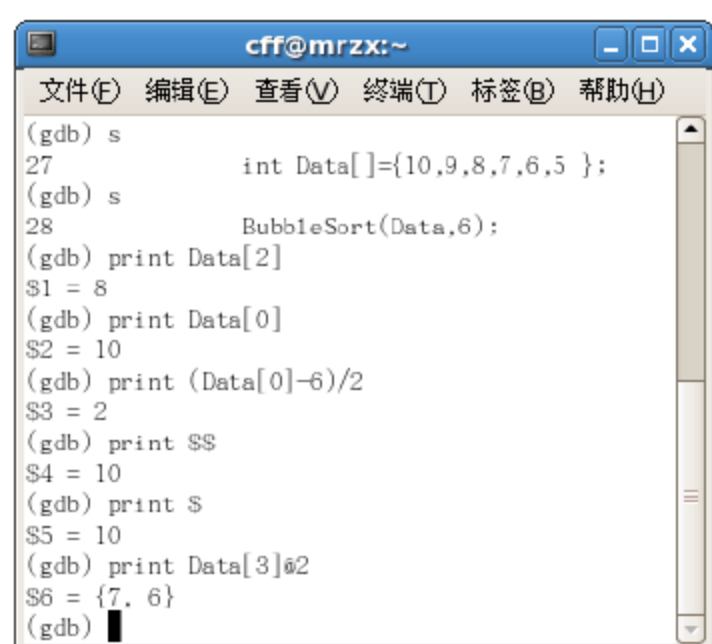 cff@mrzx:~
文件(F) 编辑(E) 查看(V) 终端(T) 标签(B) 帮助(H)
(gdb) s
27 int Data[]={10,9,8,7,6,5 };
(gdb) s
28 BubbleSort(Data,6);
(gdb) print Data[2]
$1 = 8
(gdb) print Data[0]
$2 = 10
(gdb) print (Data[0]-6)/2
$3 = 2
(gdb) print $$
$4 = 10
(gdb) print $
$5 = 10
(gdb) print Data[3]@2
$6 = {7, 6}
(gdb)